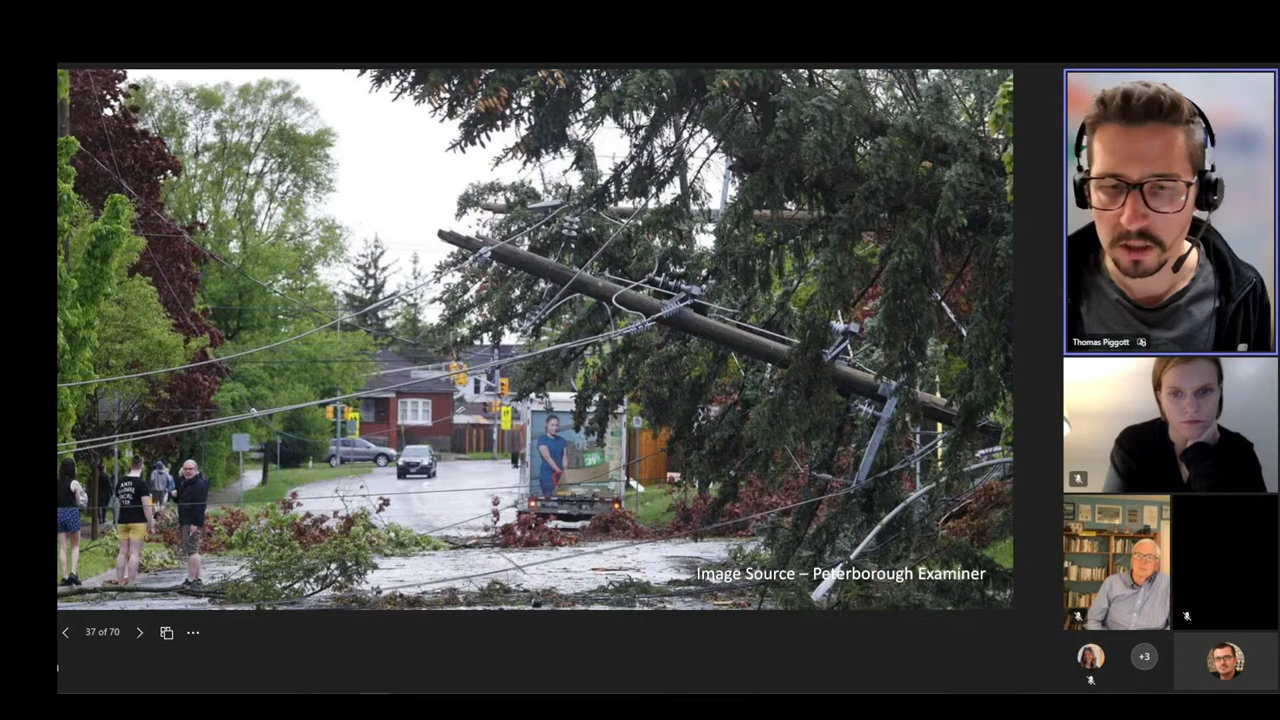 Image Source – Peterborough Examiner
37 of 70
Thomas Piggott
+3